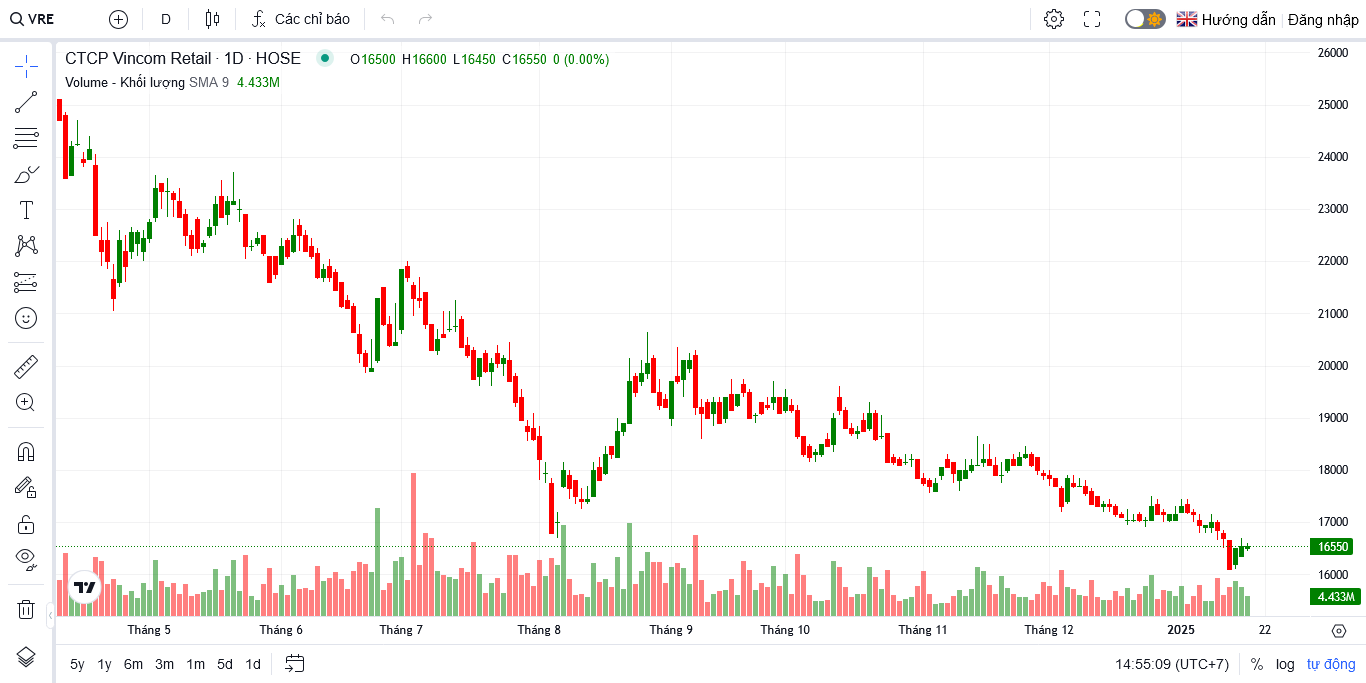 VRE D Các chỉ báo Hướng dẫn Đăng nhập
CTCP Vincom Retail · 1D · HOSE O16500 H16600 L16450 C16550 0 (0.00%)
Volume - Khối lượng SMA 9 4.433M
26000
25000
24000
23000
22000
21000
20000
19000
18000
17000
16550
16000
4.433M
Tháng 5 Tháng 6 Tháng 7 Tháng 8 Tháng 9 Tháng 10 Tháng 11 Tháng 12 2025 22
5y 1y 6m 3m 1m 5d 1d 14:55:09 (UTC+7) % log tự động